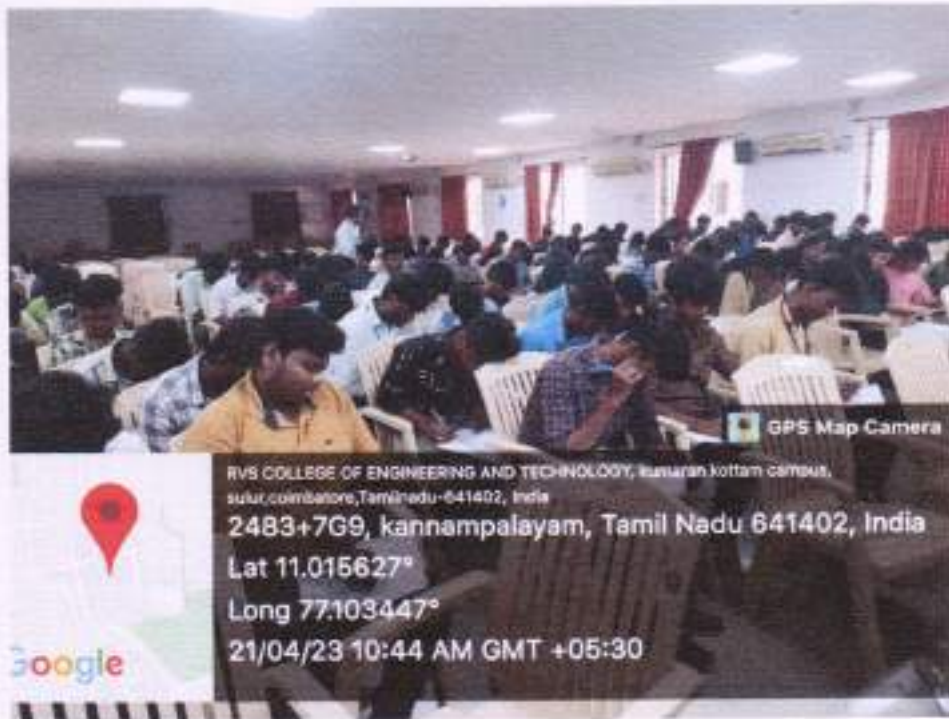 GPS Map Camera
RVS COLLEGE OF ENGINEERING AND TECHNOLOGY, kumaran kottam campus,
sulur,coimbatore,Tamilnadu-641402, India
2483+7G9, kannampalayam, Tamil Nadu 641402, India
Lat 11.015627°
Long 77.103447°
21/04/23 10:44 AM GMT +05:30
Google